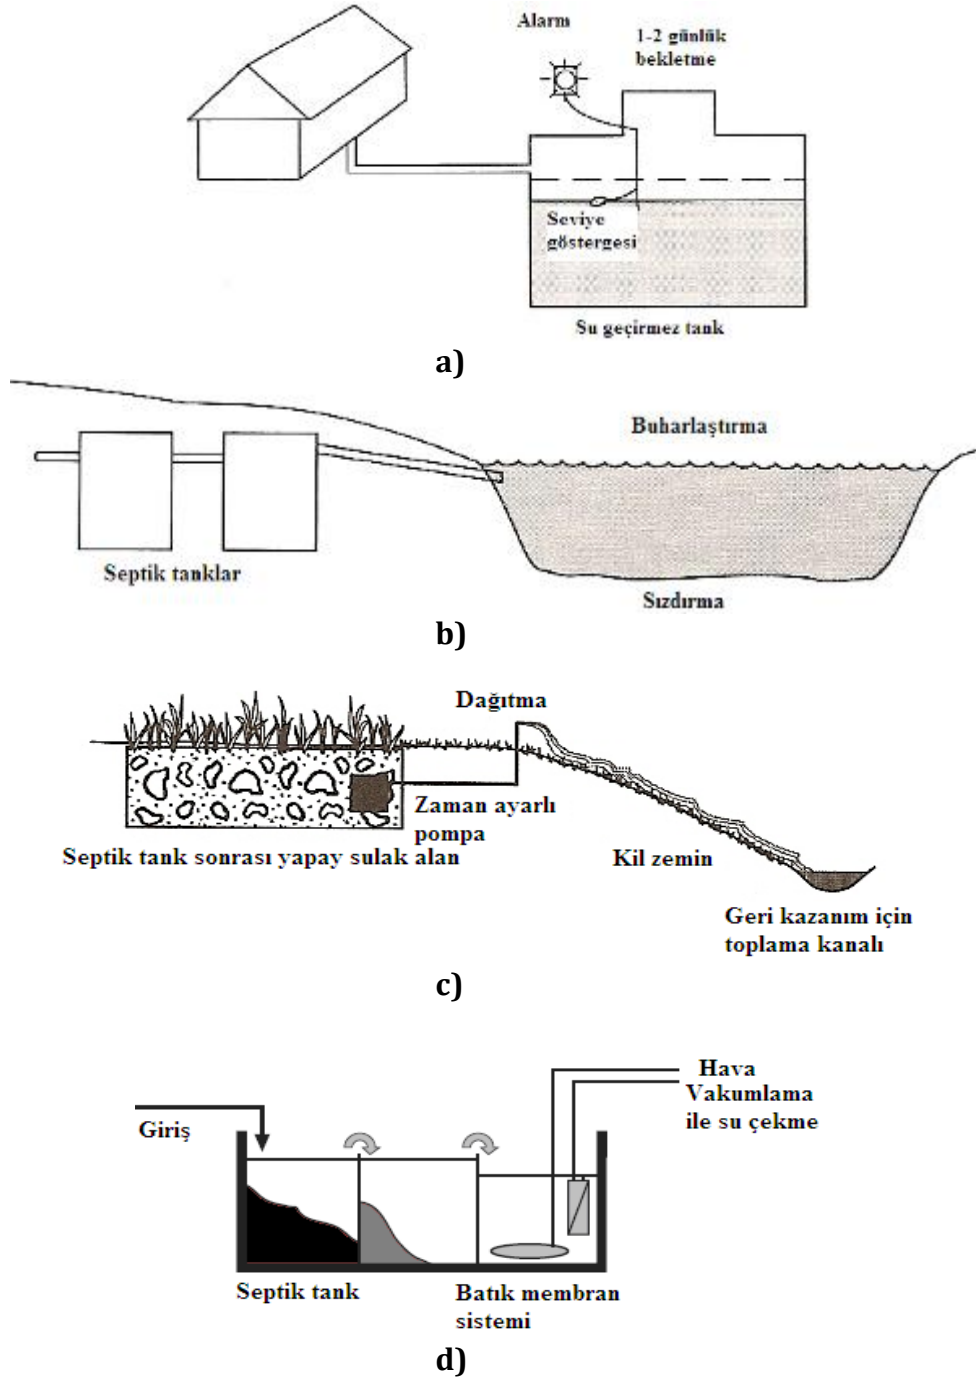 Alarm
1-2 günlük
bekletme
Seviye
göstergesi
Su geçirmez tank
a)
Buharlaştırma
Septik tanklar
Sızdırma
b)
Dağıtma
Zaman ayarlı
pompa
Septik tank sonrası yapay sulak alan
Kil zemin
Geri kazanım için
toplama kanalı
c)
Hava
Vakumlama
ile su çekme
Giriş
Septik tank
Batık membran
sistemi
d)